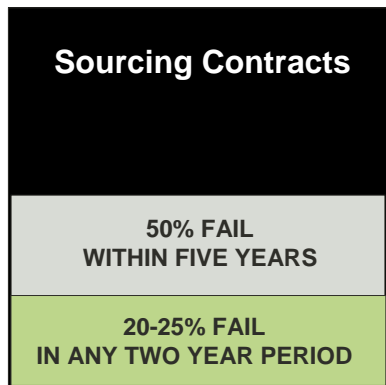 Sourcing Contracts
50% FAIL
WITHIN FIVE YEARS
20-25% FAIL
IN ANY TWO YEAR PERIOD